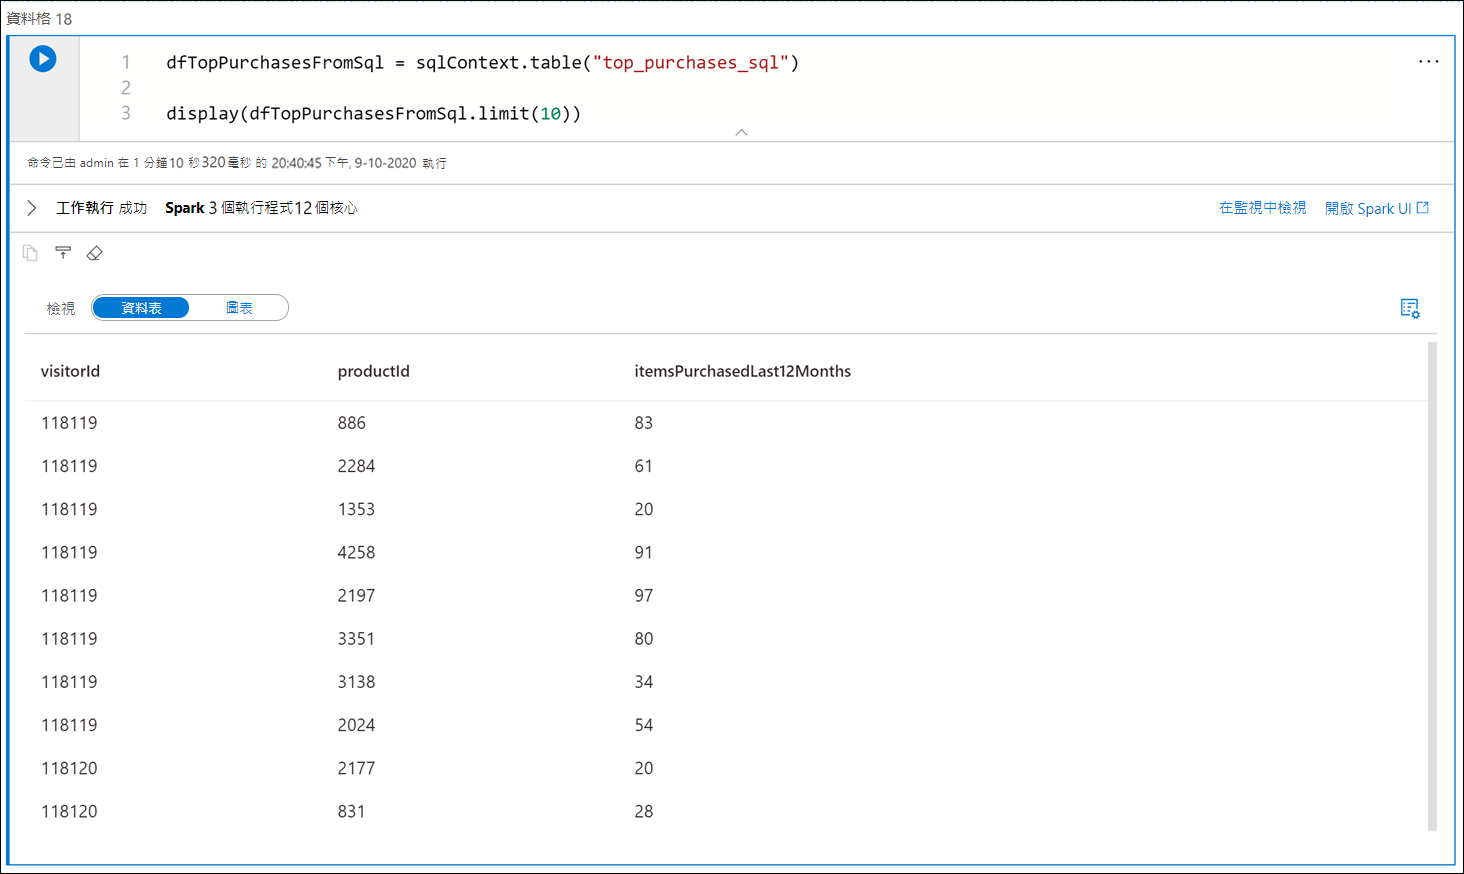 資料格 18
1 dfTopPurchasesFromSql = sqlContext.table("top_purchases_sql")
2
3 display(dfTopPurchasesFromSql.limit(10))
命令已由 admin 在 1 分鐘10 秒320毫秒 的 20:40:45 下午, 9-10-2020 執行
工作執行 成功 Spark 3 個執行程式12 個核心 在監視中檢視 開啟 Spark UI
檢視 資料表 圖表
visitorId productId itemsPurchasedLast12Months
118119 886 83
118119 2284 61
118119 1353 20
118119 4258 91
118119 2197 97
118119 3351 80
118119 3138 34
118119 2024 54
118120 2177 20
118120 831 28